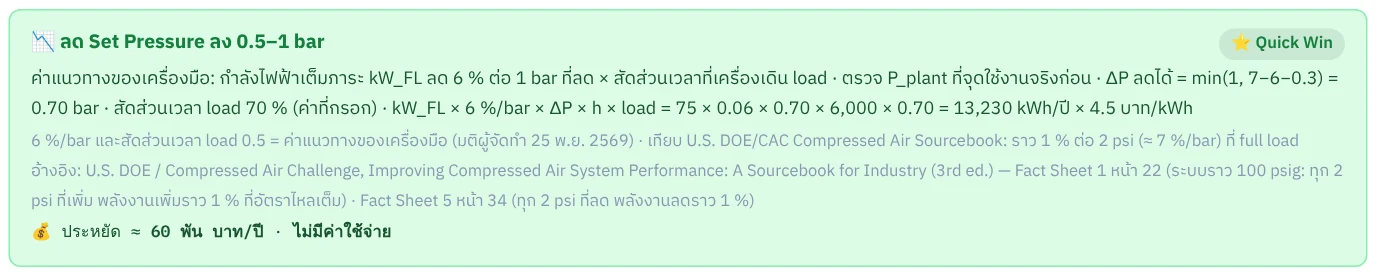 📉 ลด Set Pressure ลง 0.5–1 bar
⭐ Quick Win
ค่าแนวทางของเครื่องมือ: กำลังไฟฟ้าเต็มภาระ kW_FL ลด 6 % ต่อ 1 bar ที่ลด × สัดส่วนเวลาที่เครื่องเดิน load · ตรวจ P_plant ที่จุดใช้งานจริงก่อน · ΔP ลดได้ = min(1, 7−6−0.3) =
0.70 bar · สัดส่วนเวลา load 70 % (ค่าที่กรอก) · kW_FL × 6 %/bar × ΔP × h × load = 75 × 0.06 × 0.70 × 6,000 × 0.70 = 13,230 kWh/ปี × 4.5 บาท/kWh
6 %/bar และสัดส่วนเวลา load 0.5 = ค่าแนวทางของเครื่องมือ (มติผู้จัดทำ 25 พ.ย. 2569) · เทียบ U.S. DOE/CAC Compressed Air Sourcebook: ราว 1 % ต่อ 2 psi (≈ 7 %/bar) ที่ full load
อ้างอิง: U.S. DOE / Compressed Air Challenge, Improving Compressed Air System Performance: A Sourcebook for Industry (3rd ed.) — Fact Sheet 1 หน้า 22 (ระบบราว 100 psig: ทุก 2
psi ที่เพิ่ม พลังงานเพิ่มราว 1 % ที่อัตราไหลเต็ม) · Fact Sheet 5 หน้า 34 (ทุก 2 psi ที่ลด พลังงานลดราว 1 %)
💰 ประหยัด ≈ 60 พัน บาท/ปี · ไม่มีค่าใช้จ่าย